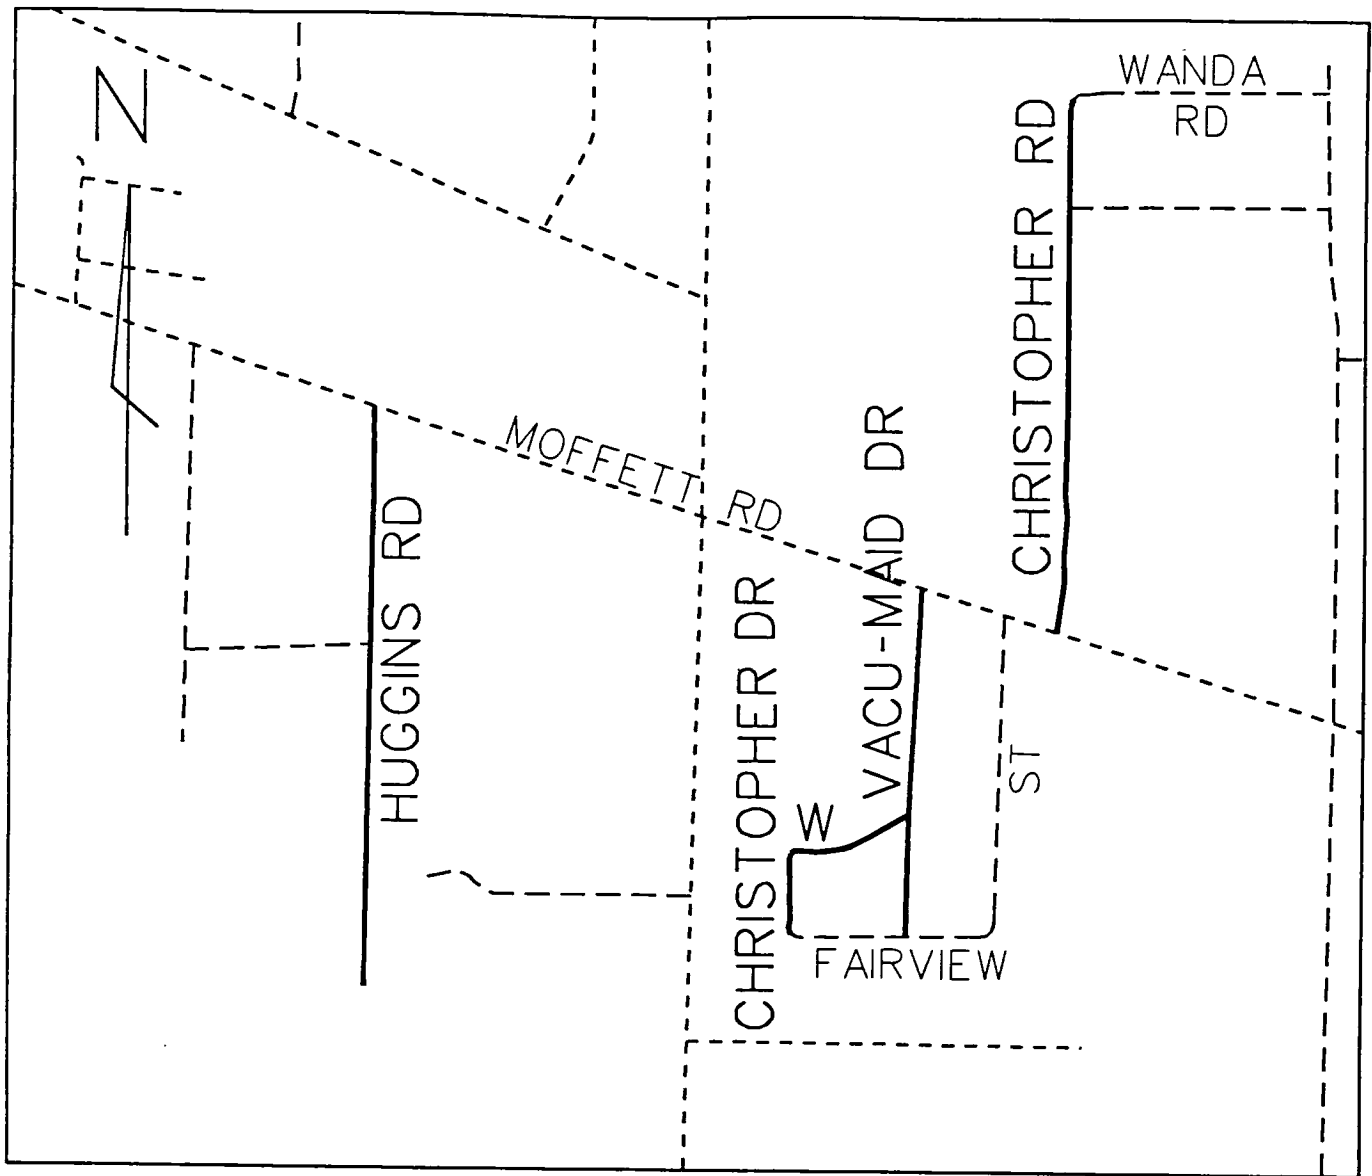 N
WANDA
RD
CHRISTOPHER RD
MOFFETT RD
VACU-MAID DR
HUGGINS RD
CHRISTOPHER DR
W
ST
FAIRVIEW